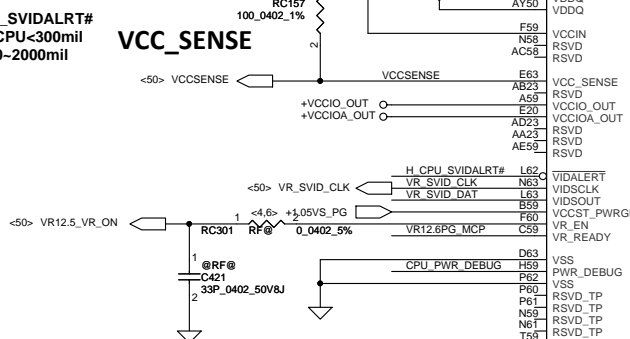 _SVIDALRT#
CPU<300mil
0~2000mil
VCC_SENSE
RC157
100_0402_1%
2
AY50 VDDQ
VDDQ
F59 VCCIN
N58 RSVD
AC58 RSVD
<50> VCCSENSE
VCCSENSE
E63 VCC_SENSE
AB23 RSVD
+VCCIO_OUT
A59 VCCIO_OUT
+VCCIOA_OUT
E20 VCCIOA_OUT
AD23 RSVD
AA23 RSVD
AE59 RSVD
H_CPU_SVIDALRT# L62 VIDALERT
<50> VR_SVID_CLK
VR_SVID_CLK N63 VIDSCLK
VR_SVID_DAT L63 VIDSOUT
<4,6> +1.05VS_PG
B59 VCCST_PWRG
<50> VR12.5_VR_ON
1 2
RC301 RF@ 0_0402_5%
F60 VR_EN
VR12.6PG_MCP C59 VR_READY
1
@RF@
C421
33P_0402_50V8J
2
D63 VSS
CPU_PWR_DEBUG H59 PWR_DEBUG
P62 VSS
P60 RSVD_TP
P61 RSVD_TP
N59 RSVD_TP
N61 RSVD_TP
T59